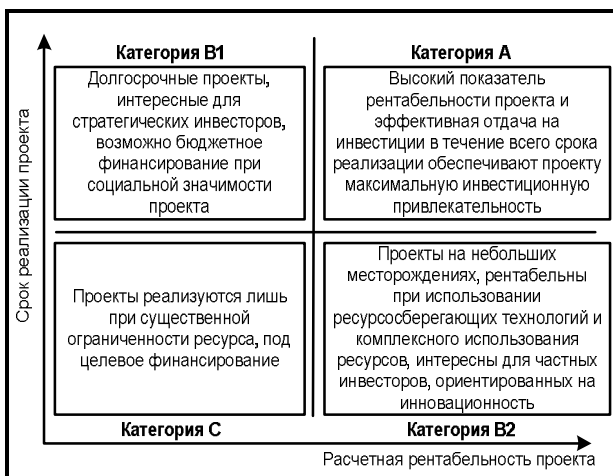 Категория В1
Долгосрочные проекты,
интересные для
стратегических инвесторов,
возможно бюджетное
финансирование при
социальной значимости
проекта
Категория А
Высокий показатель
рентабельности проекта и
эффективная отдача на
инвестиции в течение всего срока
реализации обеспечивают проекту
максимальную инвестиционную
привлекательность
Срок реализации проекта
Проекты реализуются лишь
при существенной
ограниченности ресурса, под
целевое финансирование
Категория С
Проекты на небольших
месторождениях, рентабельны
при использовании
ресурсосберегающих технологий и
комплексного использования
ресурсов, интересны для частных
инвесторов, ориентированных на
инновационность
Категория В2
Расчетная рентабельность проекта